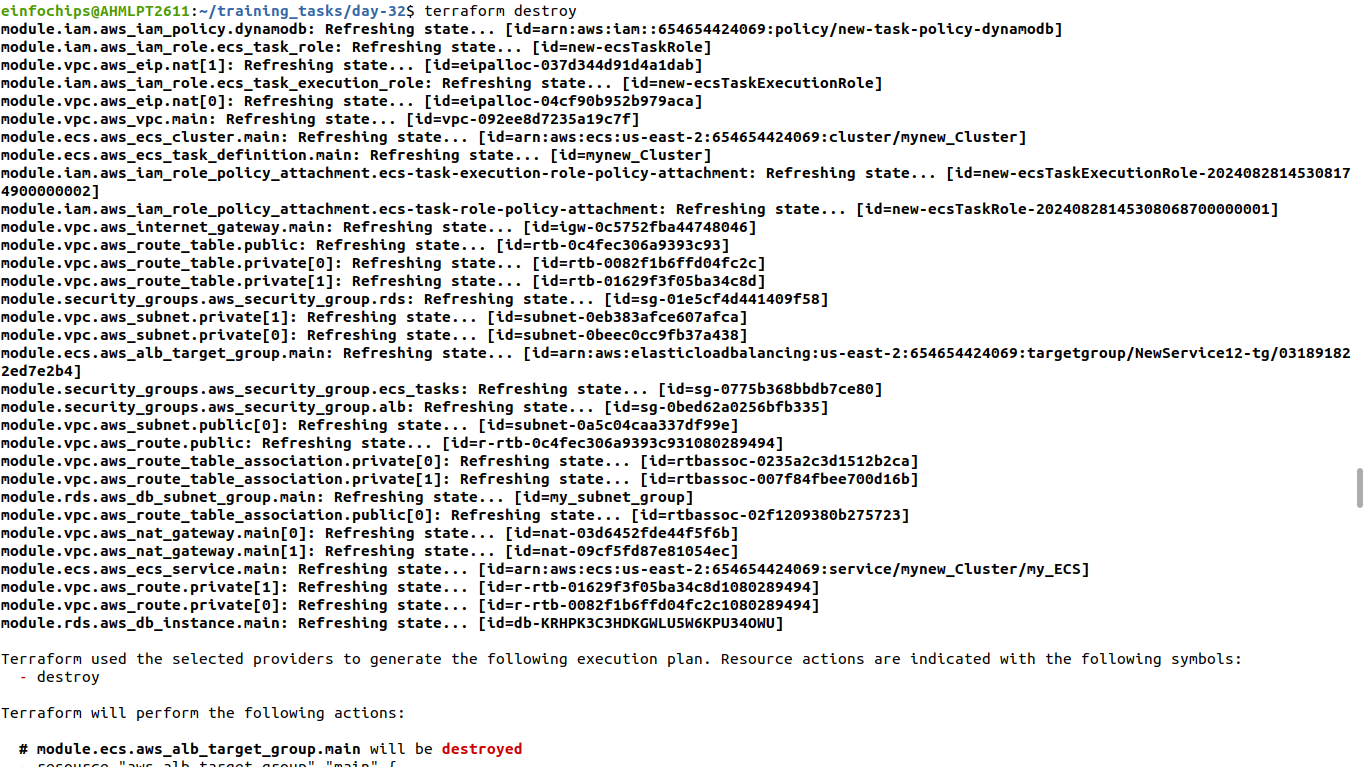 einfochips@AHMLPT2611:~/training_tasks/day-32$ terraform destroy
module.iam.aws_iam_policy.dynamodb: Refreshing state... [id=arn:aws:iam::654654424069:policy/new-task-policy-dynamodb]
module.iam.aws_iam_role.ecs_task_role: Refreshing state... [id=new-ecsTaskRole]
module.vpc.aws_eip.nat[1]: Refreshing state... [id=eipalloc-037d344d91d4a1dab]
module.iam.aws_iam_role.ecs_task_execution_role: Refreshing state... [id=new-ecsTaskExecutionRole]
module.vpc.aws_eip.nat[0]: Refreshing state... [id=eipalloc-04cf90b952b979aca]
module.vpc.aws_vpc.main: Refreshing state... [id=vpc-092ee8d7235a19c7f]
module.ecs.aws_ecs_cluster.main: Refreshing state... [id=arn:aws:ecs:us-east-2:654654424069:cluster/mynew_Cluster]
module.ecs.aws_ecs_task_definition.main: Refreshing state... [id=mynew_Cluster]
module.iam.aws_iam_role_policy_attachment.ecs-task-execution-role-policy-attachment: Refreshing state... [id=new-ecsTaskExecutionRole-2024082814530817
4900000002]
module.iam.aws_iam_role_policy_attachment.ecs-task-role-policy-attachment: Refreshing state... [id=new-ecsTaskRole-20240828145308068700000001]
module.vpc.aws_internet_gateway.main: Refreshing state... [id=igw-0c5752fba44748046]
module.vpc.aws_route_table.public: Refreshing state... [id=rtb-0c4fec306a9393c93]
module.vpc.aws_route_table.private[0]: Refreshing state... [id=rtb-0082f1b6ffd04fc2c]
module.vpc.aws_route_table.private[1]: Refreshing state... [id=rtb-01629f3f05ba34c8d]
module.security_groups.aws_security_group.rds: Refreshing state... [id=sg-01e5cf4d441409f58]
module.vpc.aws_subnet.private[1]: Refreshing state... [id=subnet-0eb383afce607afca]
module.vpc.aws_subnet.private[0]: Refreshing state... [id=subnet-0beec0cc9fb37a438]
module.ecs.aws_alb_target_group.main: Refreshing state... [id=arn:aws:elasticloadbalancing:us-east-2:654654424069:targetgroup/NewService12-tg/03189182
2ed7e2b4]
module.security_groups.aws_security_group.ecs_tasks: Refreshing state... [id=sg-0775b368bbdb7ce80]
module.security_groups.aws_security_group.alb: Refreshing state... [id=sg-0bed62a0256bfb335]
module.vpc.aws_subnet.public[0]: Refreshing state... [id=subnet-0a5c04caa337df99e]
module.vpc.aws_route.public: Refreshing state... [id=r-rtb-0c4fec306a9393c931080289494]
module.vpc.aws_route_table_association.private[0]: Refreshing state... [id=rtbassoc-0235a2c3d1512b2ca]
module.vpc.aws_route_table_association.private[1]: Refreshing state... [id=rtbassoc-007f84fbee700d16b]
module.rds.aws_db_subnet_group.main: Refreshing state... [id=my_subnet_group]
module.vpc.aws_route_table_association.public[0]: Refreshing state... [id=rtbassoc-02f1209380b275723]
module.vpc.aws_nat_gateway.main[0]: Refreshing state... [id=nat-03d6452fde44f5f6b]
module.vpc.aws_nat_gateway.main[1]: Refreshing state... [id=nat-09cf5fd87e81054ec]
module.ecs.aws_ecs_service.main: Refreshing state... [id=arn:aws:ecs:us-east-2:654654424069:service/mynew_Cluster/my_ECS]
module.vpc.aws_route.private[1]: Refreshing state... [id=r-rtb-01629f3f05ba34c8d1080289494]
module.vpc.aws_route.private[0]: Refreshing state... [id=r-rtb-0082f1b6ffd04fc2c1080289494]
module.rds.aws_db_instance.main: Refreshing state... [id=db-KRHPK3C3HDKGWLU5W6KPU34OWU]
Terraform used the selected providers to generate the following execution plan. Resource actions are indicated with the following symbols:
- destroy
Terraform will perform the following actions:
# module.ecs.aws_alb_target_group.main will be destroyed
- resource "aws_alb_target_group" "main" {